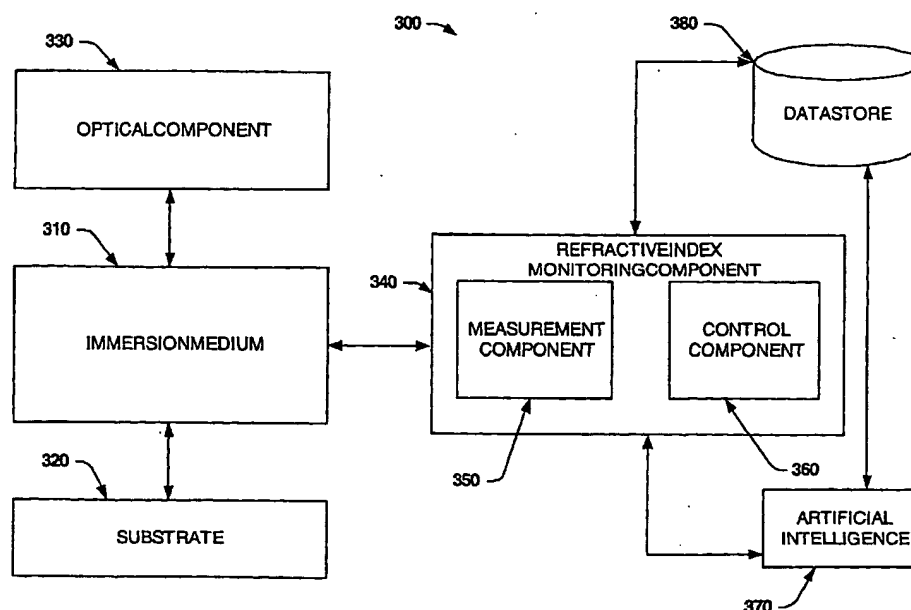 330
300
380
OPTICALCOMPONENT
DATASTORE
310
REFRACTIVEINDEX
MONITORINGCOMPONENT
340
IMMERSIONMEDIUM
MEASUREMENT
COMPONENT
CONTROL
COMPONENT
320
350
360
SUBSTRATE
ARTIFICIAL
INTELLIGENCE
370